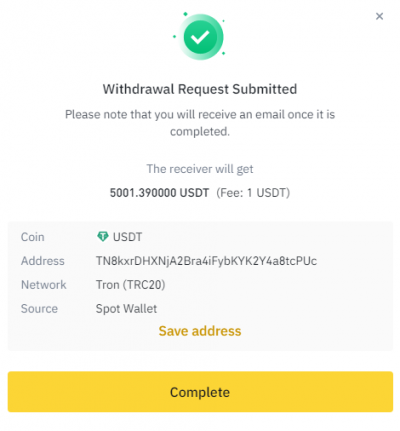 Withdrawal Request Submitted
Please note that you will receive an email once it is
completed.
The receiver will get
5001.390000 USDT (Fee: 1 USDT)
Coin USDT
Address TN8kxrDHXNjA2Bra4iFybKYK2Y4a8tcPUc
Network Tron (TRC20)
Source Spot Wallet
Save address
Complete